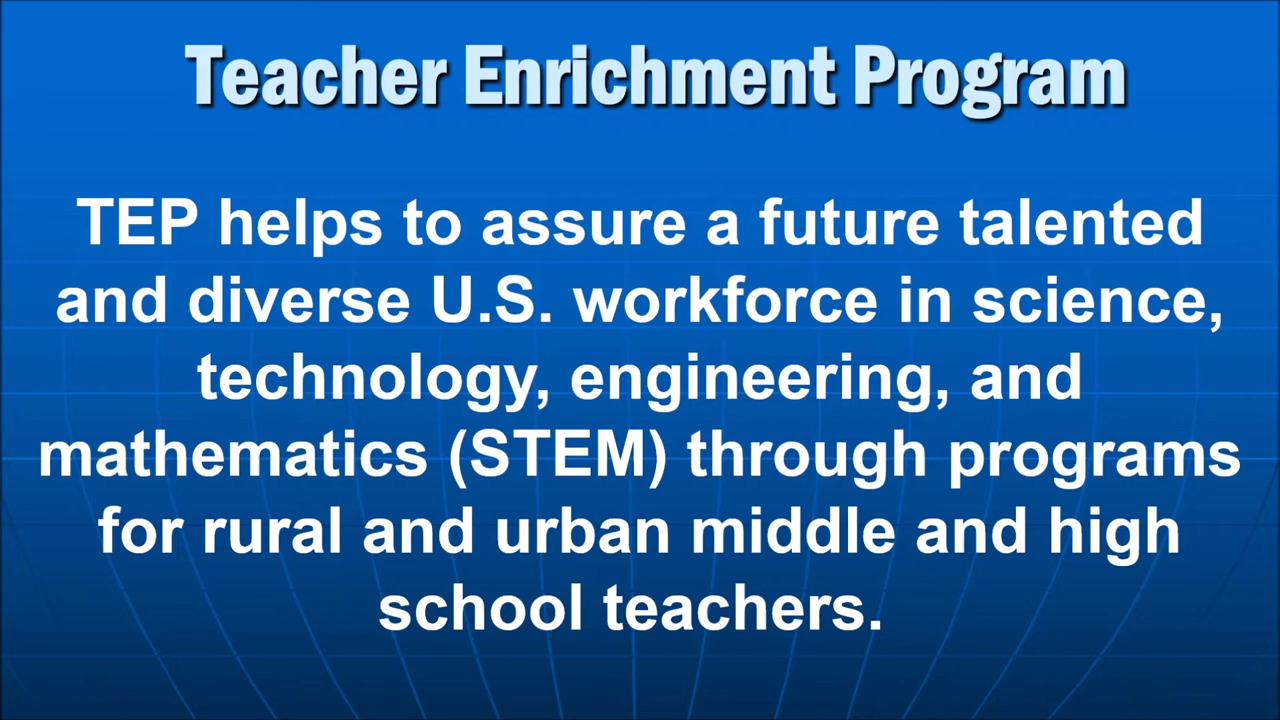 Teacher Enrichment Program
TEP helps to assure a future talented
and diverse U.S. workforce in science,
technology, engineering, and
mathematics (STEM) through programs
for rural and urban middle and high
school teachers.